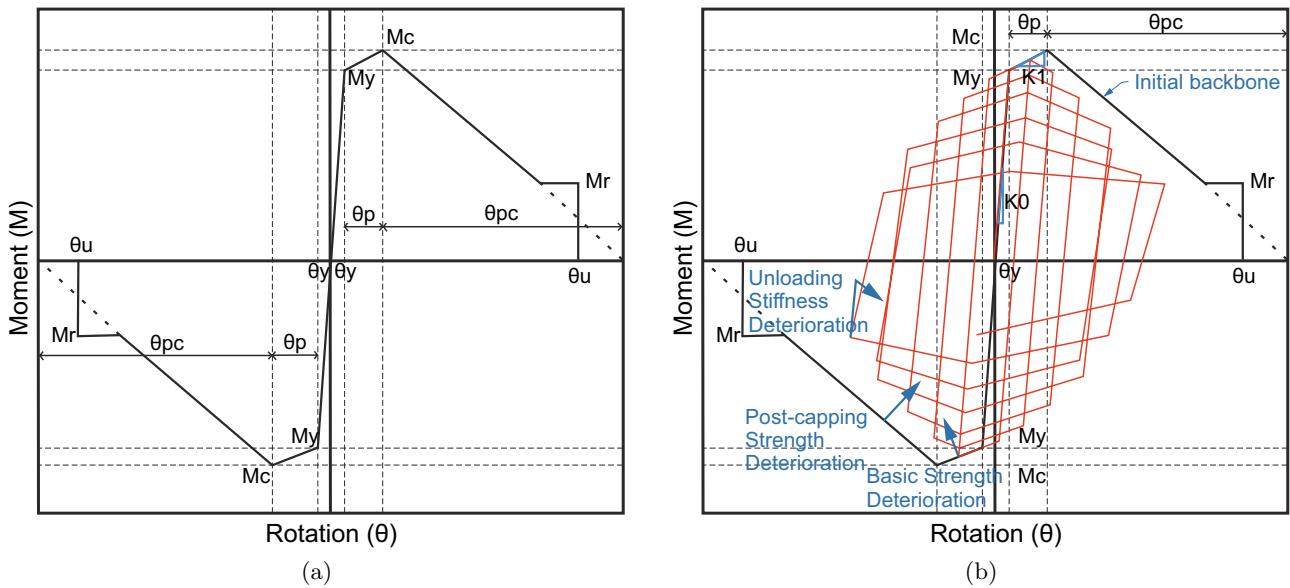 Mc
My
θp
θpc
Mr
θu
θy
θy
θu
Mr
θpc
θp
My
Mc
Moment (M)
Rotation (θ)
(a)
θp
θpc
Mc
My
K1
Initial backbone
Mr
K0
θu
θy
θu
Unloading
Stiffness
Deterioration
Mr
Post-capping
Strength
Deterioration
My
Basic Strength
Deterioration
Mc
Moment (M)
Rotation (θ)
(b)